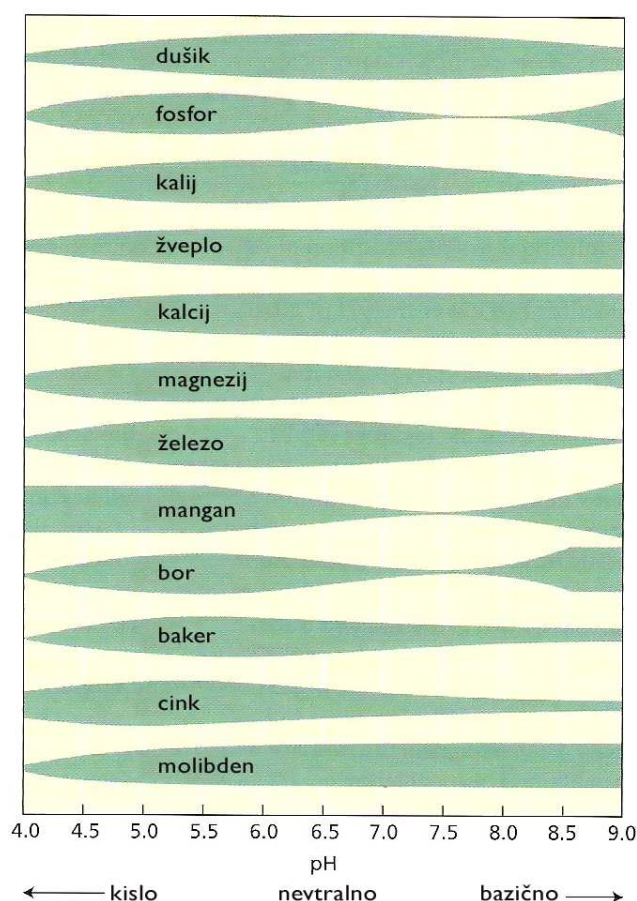 dušik
fosfor
kalij
žveplo
kalcij
magnezij
železo
mangan
bor
baker
cink
molibden
4.0 4.5 5.0 5.5 6.0 6.5 7.0 7.5 8.0 8.5 9.0
pH
kislo nevtralno bazično